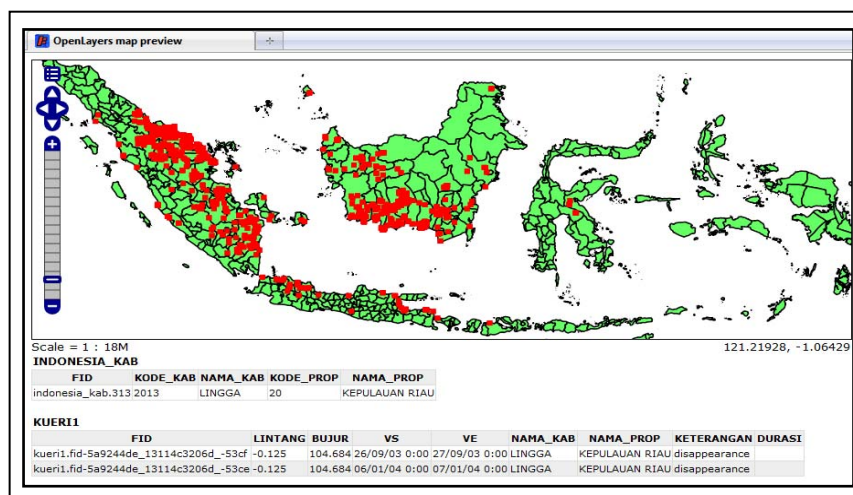 OpenLayers map preview
Scale = 1 : 18M
121.21928, -1.06429
INDONESIA_KAB
FID KODE_KAB NAMA_KAB KODE_PROP NAMA_PROP
indonesia_kab.313 2013 LINGGA 20 KEPULAUAN RIAU
KUERI1
FID LINTANG BUJUR VS VE NAMA_KAB NAMA_PROP KETERANGAN DURASI
kueri1.fid-5a9244de_13114c3206d_-53cf -0.125 104.684 26/09/03 0:00 27/09/03 0:00 LINGGA KEPULAUAN RIAU disappearance
kueri1.fid-5a9244de_13114c3206d_-53ce -0.125 104.684 06/01/04 0:00 07/01/04 0:00 LINGGA KEPULAUAN RIAU disappearance